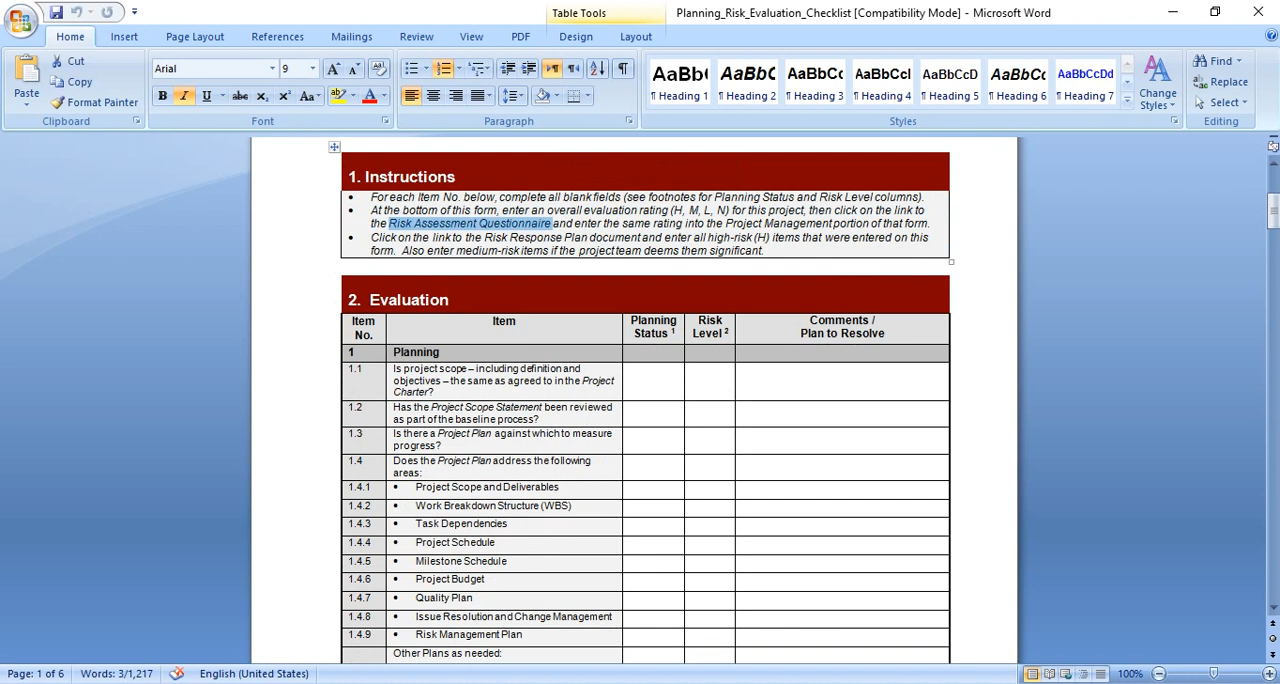 Table Tools
Planning_Risk_Evaluation_Checklist [Compatibility Mode] - Microsoft Word
Home Insert Page Layout References Mailings Review View PDF Design Layout
Paste
Cut
Copy
Format Painter
Clipboard
Arial 9
B I U abc X₂ X² Aa
Font
Paragraph
AaBb( AaBbC AaBbCc AaBbCcI AaBbCcD AaBbCc AaBbCcDd
¶ Heading 1 ¶ Heading 2 ¶ Heading 3 ¶ Heading 4 ¶ Heading 5 ¶ Heading 6 ¶ Heading 7
Change Styles
Styles
Find
Replace
Select
Editing
1. Instructions
• For each Item No. below, complete all blank fields (see footnotes for Planning Status and Risk Level columns).
• At the bottom of this form, enter an overall evaluation rating (H, M, L, N) for this project, then click on the link to
the Risk Assessment Questionnaire and enter the same rating into the Project Management portion of that form.
• Click on the link to the Risk Response Plan document and enter all high-risk (H) items that were entered on this
form. Also enter medium-risk items if the project team deems them significant.
2. Evaluation
Item No. Item Planning Status ¹ Risk Level ² Comments / Plan to Resolve
1 Planning
1.1 Is project scope – including definition and
objectives – the same as agreed to in the Project
Charter?
1.2 Has the Project Scope Statement been reviewed
as part of the baseline process?
1.3 Is there a Project Plan against which to measure
progress?
1.4 Does the Project Plan address the following
areas:
1.4.1 • Project Scope and Deliverables
1.4.2 • Work Breakdown Structure (WBS)
1.4.3 • Task Dependencies
1.4.4 • Project Schedule
1.4.5 • Milestone Schedule
1.4.6 • Project Budget
1.4.7 • Quality Plan
1.4.8 • Issue Resolution and Change Management
1.4.9 • Risk Management Plan
Other Plans as needed:
Page: 1 of 6 Words: 3/1,217 English (United States) 100%